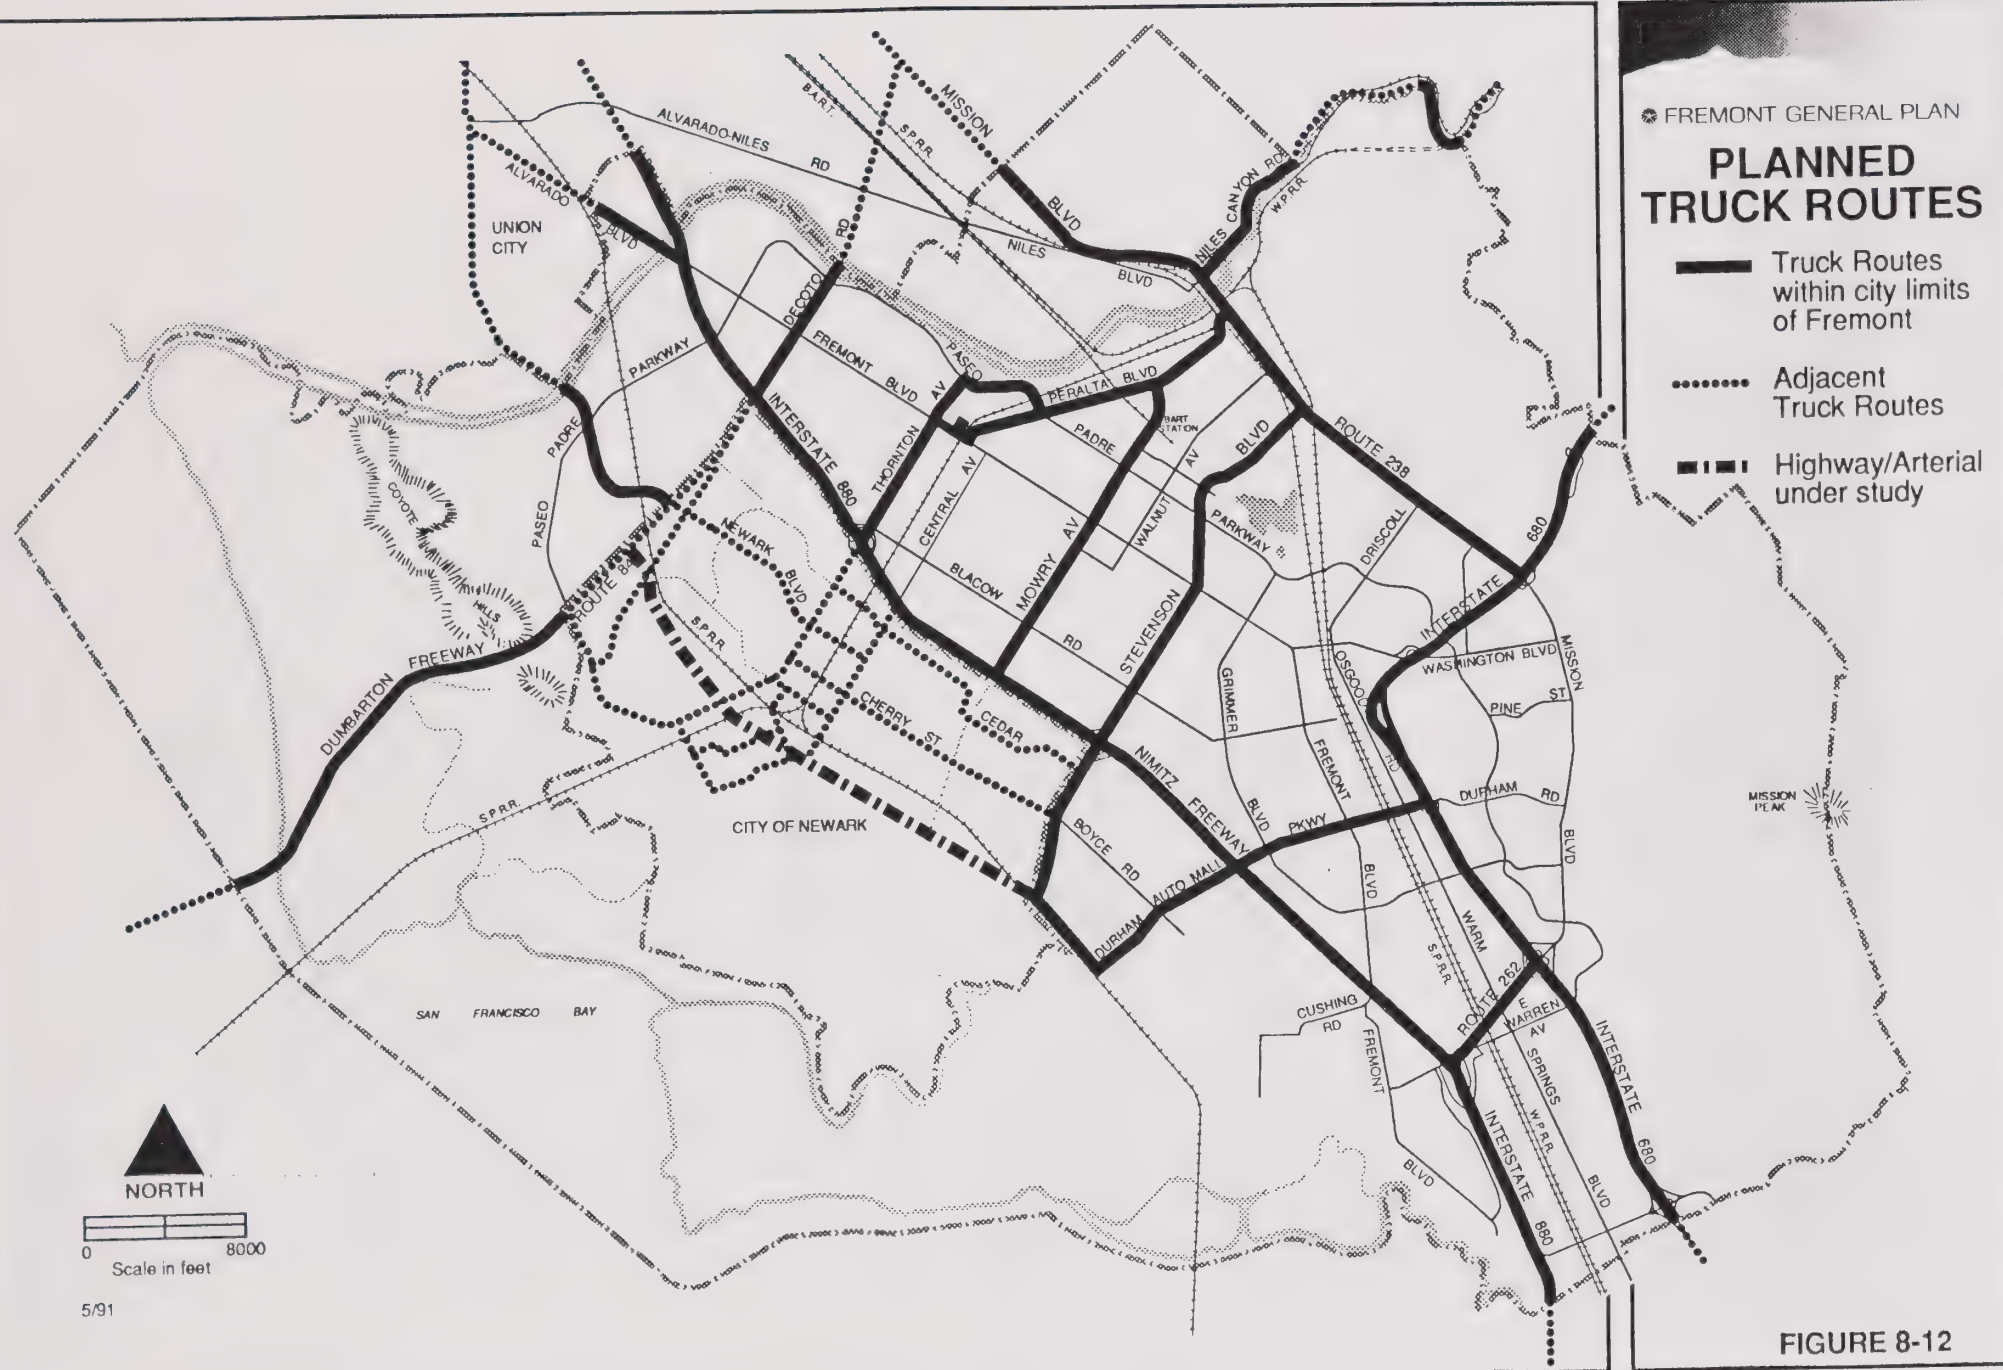 FREMONT GENERAL PLAN
PLANNED
TRUCK ROUTES
Truck Routes
within city limits
of Fremont
Adjacent
Truck Routes
Highway/Arterial
under study
MISSION
BLVD
B.A.R.T.
S.P.R.R.
ALVARADO-NILES
RD
ALVARADO
BLVD
UNION
CITY
NILES
BLVD
NILES CANYON RD
W.P.R.R.
DECOTO
RD
PASEO
PADRE
PARKWAY
FREMONT
BLVD
PASEO
PADRE
PARKWAY
PERALTA BLVD
BART
STATION
INTERSTATE
880
THORNTON
AV
CENTRAL
AV
BLACOW
RD
MOWRY
AV
WALNUT
AV
STEVENSON
BLVD
ROUTE 238
DRISCOLL
INTERSTATE
680
COYOTE
HILLS
ROUTE 84
DUMBARTON
FREEWAY
NEWARK
BLVD
S.P.R.R.
CHERRY
ST
CEDAR
CITY OF NEWARK
S.P.R.R.
GRIMMER
BLVD
OSGOOD
RD
WASHINGTON BLVD
MISSION
BLVD
PINE
ST
FREMONT
BLVD
NIMITZ
FREEWAY
DURHAM
RD
PKWY
AUTO MALL
DURHAM
BOYCE
RD
MISSION
PEAK
WARM
SPRINGS
BLVD
S.P.R.R.
W.P.R.R.
ROUTE 262
E
WARREN
AV
CUSHING
RD
FREMONT
BLVD
INTERSTATE
880
INTERSTATE
680
SAN FRANCISCO BAY
NORTH
0 8000
Scale in feet
5/91
FIGURE 8-12